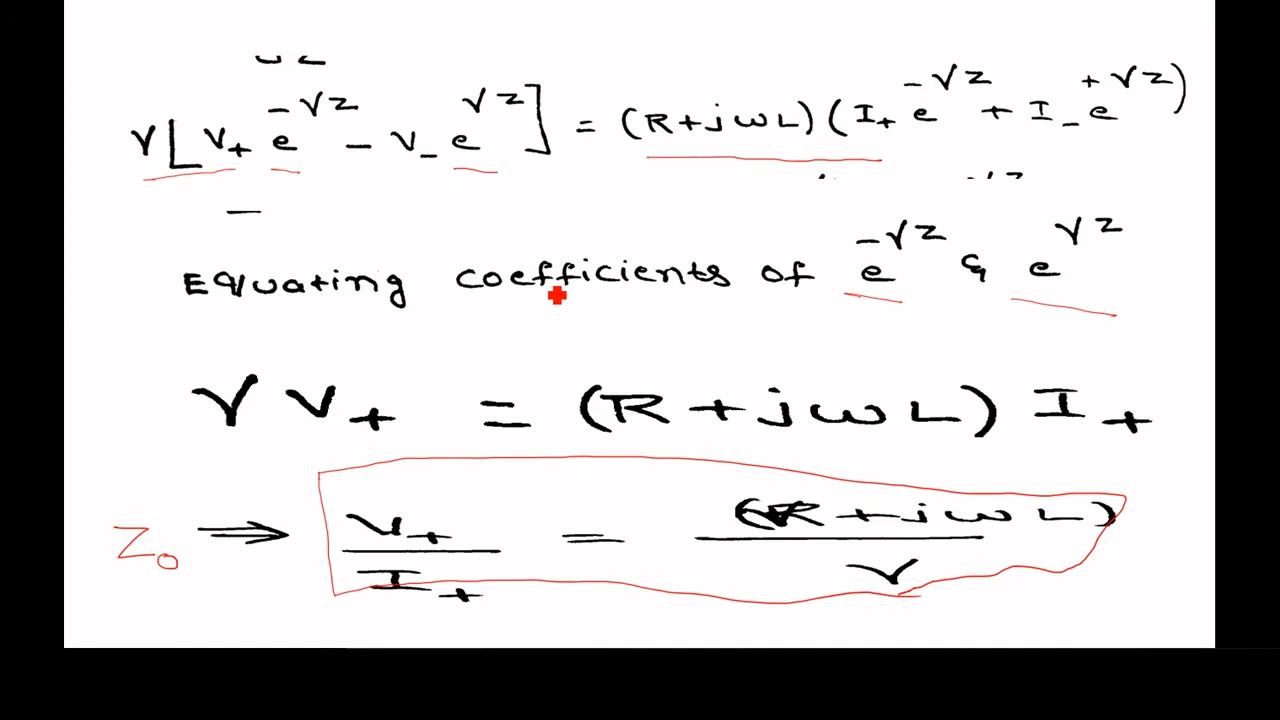 γ[V₊ e^{-γz} - V₋ e^{γz}] = (R+jωL)(I₊ e^{-γz} + I₋ e^{+γz})
Equating coefficients of e^{-γz} & e^{γz}
γ V₊ = (R+jωL) I₊
Z₀ ⇒ V₊/I₊ = (R+jωL)/γ